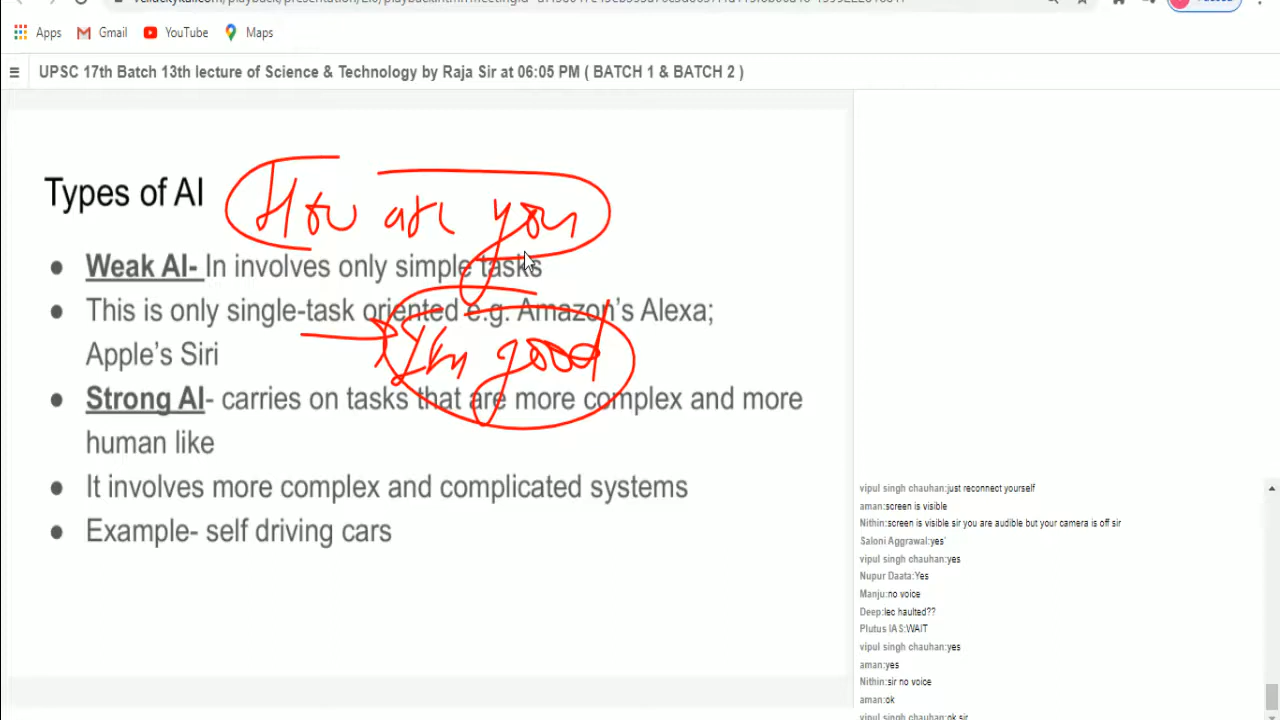 Apps Gmail YouTube Maps
UPSC 17th Batch 13th lecture of Science & Technology by Raja Sir at 06:05 PM ( BATCH 1 & BATCH 2 )
Types of AI
How are you
● Weak AI- In involves only simple tasks
● This is only single-task oriented e.g. Amazon's Alexa;
Apple's Siri
I'm good
● Strong AI- carries on tasks that are more complex and more
human like
● It involves more complex and complicated systems
● Example- self driving cars
vipul singh chauhan:just reconnect yourself
aman:screen is visible
Nithin:screen is visible sir you are audible but your camera is off sir
Saloni Aggrawal:yes'
vipul singh chauhan:yes
Nupur Daata:Yes
Manju:no voice
Deep:lec haulted??
Plutus IAS:WAIT
vipul singh chauhan:yes
aman:yes
Nithin:sir no voice
aman:ok
vipul singh chauhan:ok sir